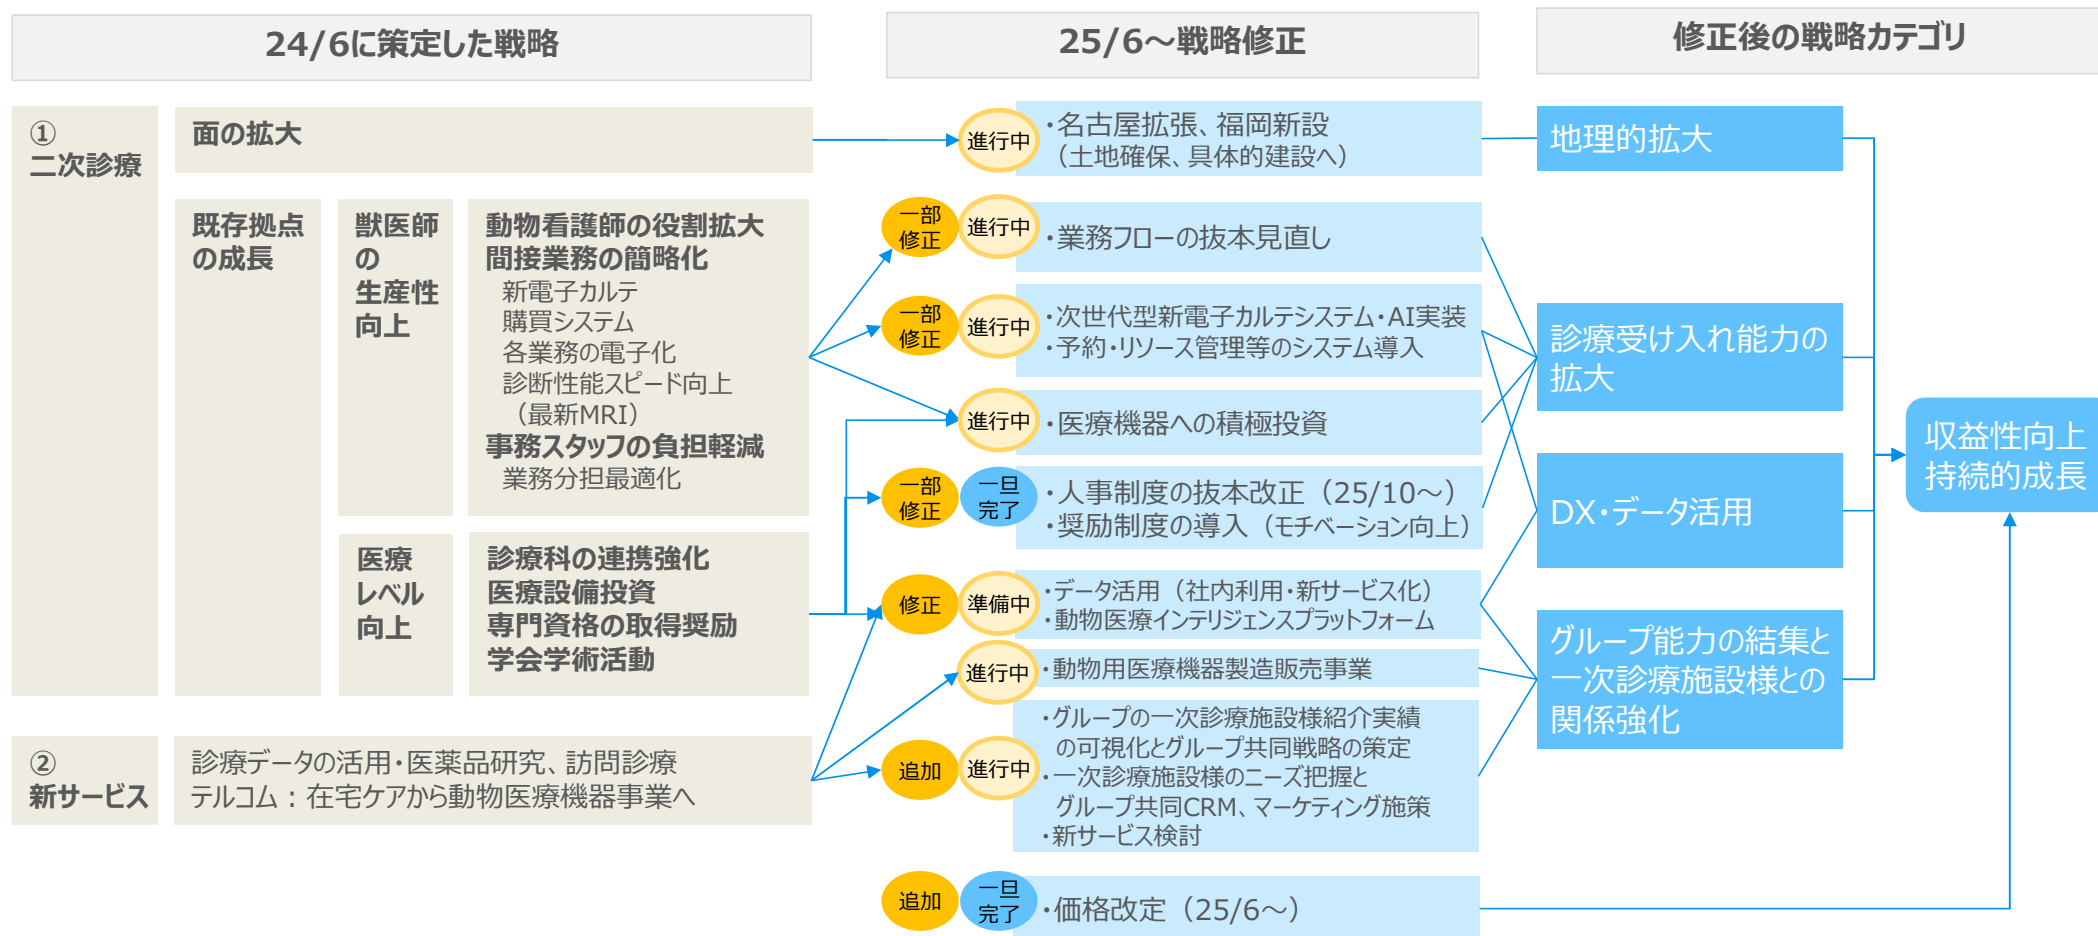 24/6に策定した戦略
25/6～戦略修正
修正後の戦略カテゴリ
①
二次診療
面の拡大
進行中
・名古屋拡張、福岡新設
（土地確保、具体的建設へ）
地理的拡大
既存拠点
の成長
獣医師
の
生産性
向上
動物看護師の役割拡大
間接業務の簡略化
新電子カルテ
購買システム
各業務の電子化
診断性能スピード向上
（最新MRI）
事務スタッフの負担軽減
業務分担最適化
一部
修正
進行中
・業務フローの抜本見直し
一部
修正
進行中
・次世代型新電子カルテシステム・AI実装
・予約・リソース管理等のシステム導入
診療受け入れ能力の
拡大
進行中
・医療機器への積極投資
収益性向上
持続的成長
一部
修正
一旦
完了
・人事制度の抜本改正（25/10～）
・奨励制度の導入（モチベーション向上）
DX・データ活用
医療
レベル
向上
診療科の連携強化
医療設備投資
専門資格の取得奨励
学会学術活動
修正
準備中
・データ活用（社内利用・新サービス化）
・動物医療インテリジェンスプラットフォーム
グループ能力の結集と
一次診療施設様との
関係強化
進行中
・動物用医療機器製造販売事業
②
新サービス
診療データの活用・医薬品研究、訪問診療
テルコム：在宅ケアから動物医療機器事業へ
追加
進行中
・グループの一次診療施設様紹介実績
の可視化とグループ共同戦略の策定
・一次診療施設様のニーズ把握と
グループ共同CRM、マーケティング施策
・新サービス検討
追加
一旦
完了
・価格改定（25/6～）